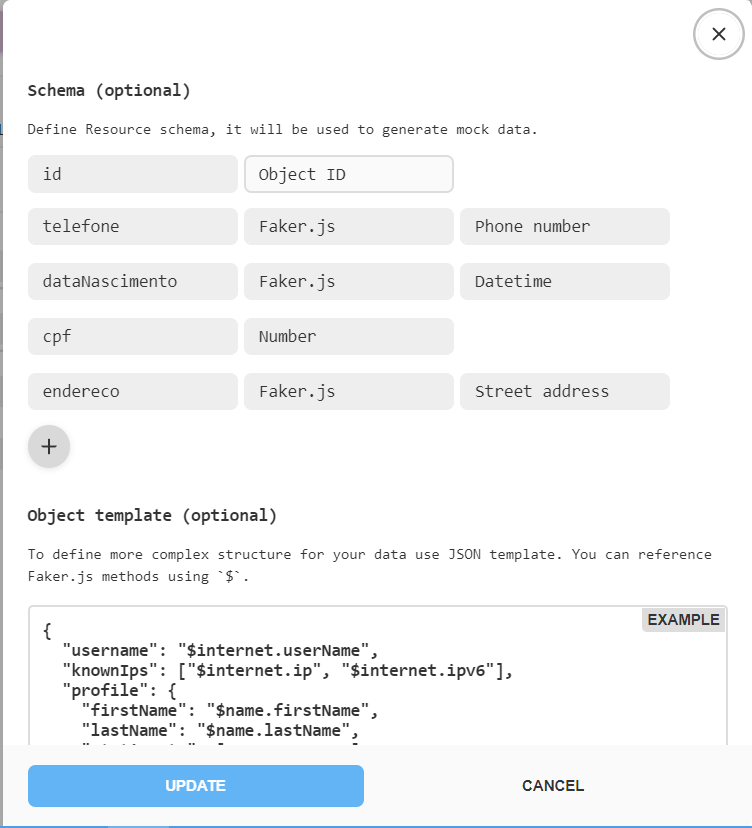 Schema (optional)
Define Resource schema, it will be used to generate mock data.
id Object ID
telefone Faker.js Phone number
dataNascimento Faker.js Datetime
cpf Number
endereco Faker.js Street address
+
Object template (optional)
To define more complex structure for your data use JSON template. You can reference
Faker.js methods using `$`.
EXAMPLE
{
"username": "$internet.userName",
"knownIps": ["$internet.ip", "$internet.ipv6"],
"profile": {
"firstName": "$name.firstName",
"lastName": "$name.lastName",
UPDATE CANCEL